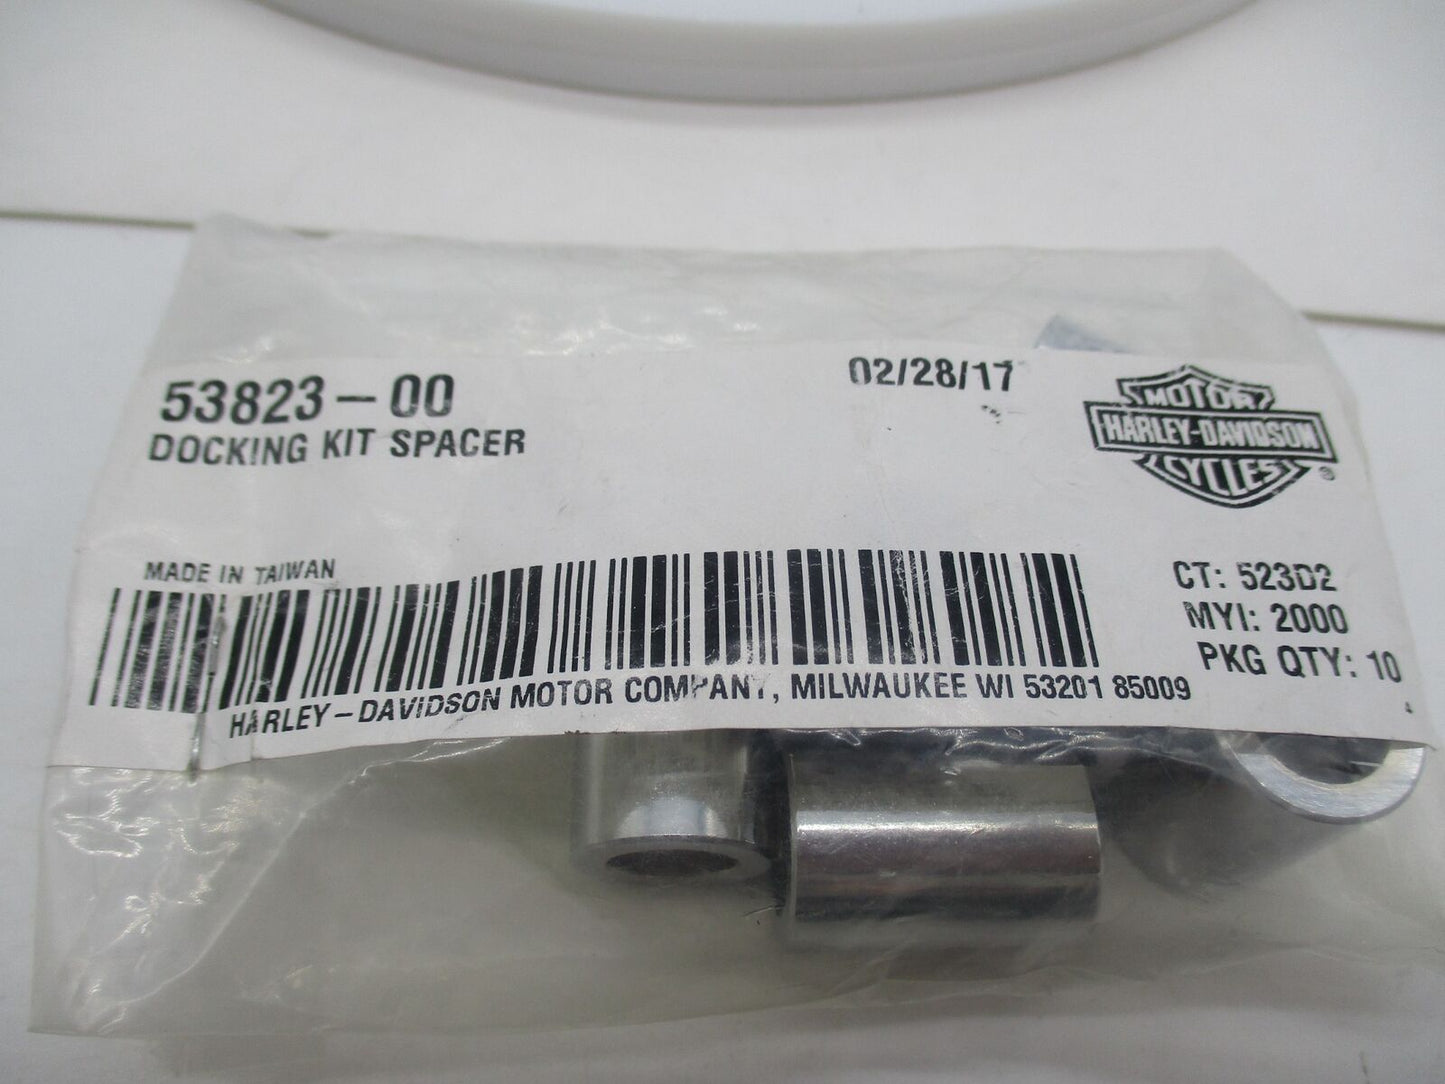 53823-00
DOCKING KIT SPACER
02/28/17
MOTOR
HARLEY-DAVIDSON
CYCLES
®
MADE IN TAIWAN
CT: 523D2
MYI: 2000
PKG QTY: 10
HARLEY-DAVIDSON MOTOR COMPANY, MILWAUKEE WI 53201 85009
4